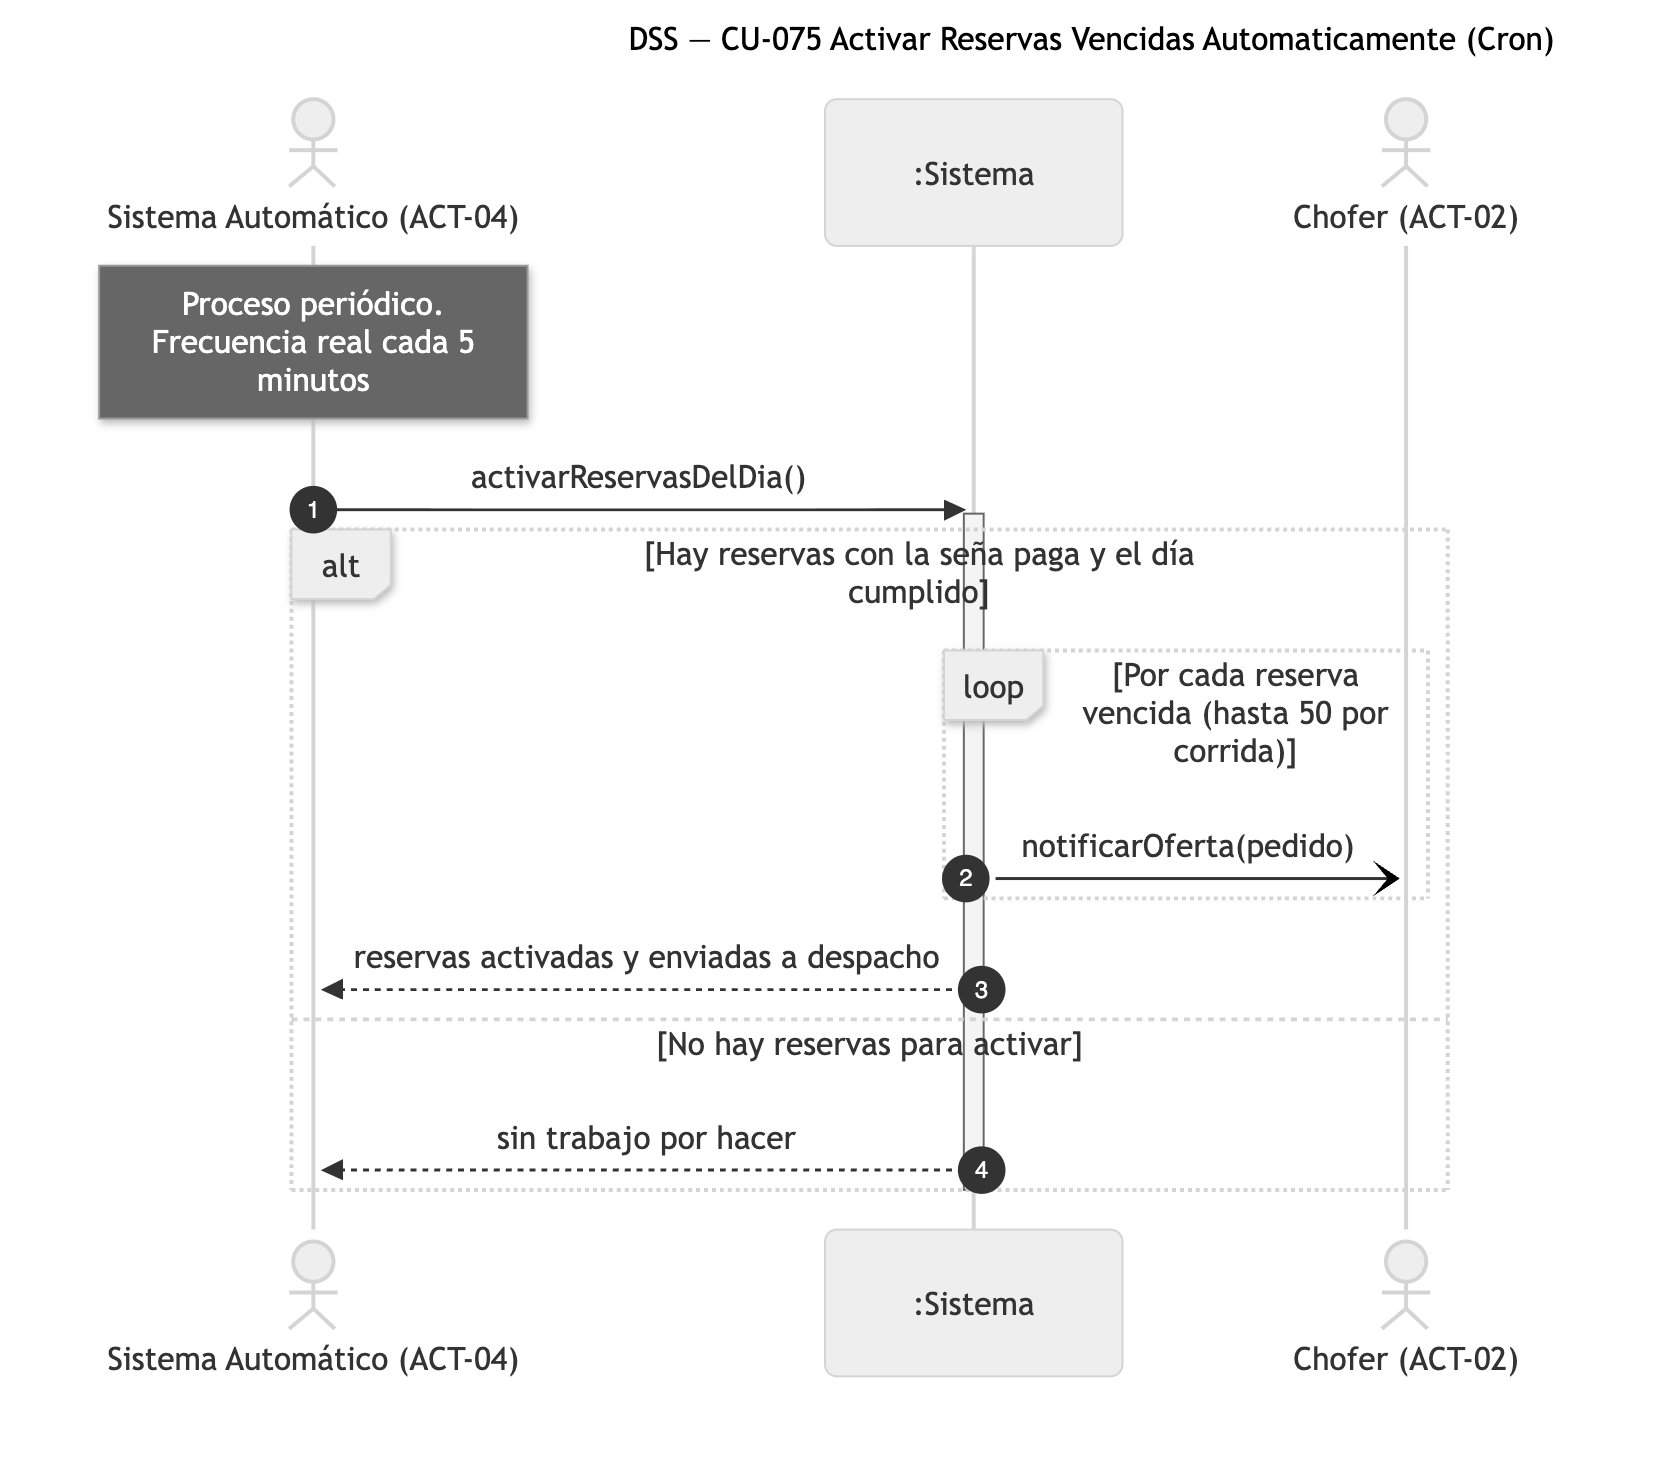 DSS — CU-075 Activar Reservas Vencidas Automaticamente (Cron)
Sistema Automático (ACT-04)
:Sistema
Chofer (ACT-02)
Proceso periódico.
Frecuencia real cada 5
minutos
activarReservasDelDia()
1
alt
[Hay reservas con la seña paga y el día
cumplido]
loop
[Por cada reserva
vencida (hasta 50 por
corrida)]
notificarOferta(pedido)
2
reservas activadas y enviadas a despacho
3
[No hay reservas para activar]
sin trabajo por hacer
4
Sistema Automático (ACT-04)
:Sistema
Chofer (ACT-02)